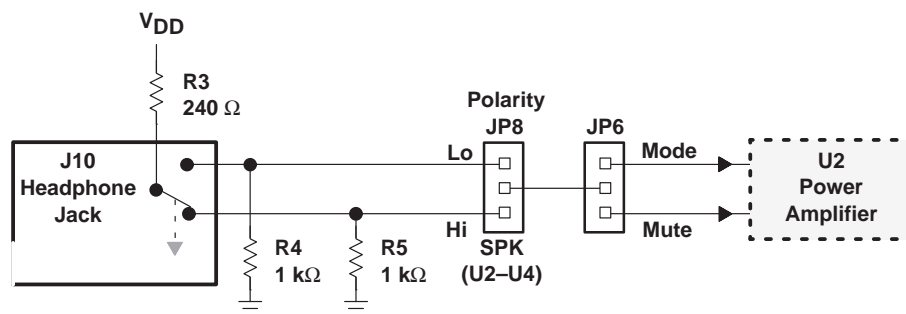 VDD
R3
240 Ω
Polarity
JP8
JP6
J10
Headphone
Jack
Lo
Mode
U2
Power
Amplifier
Hi
Mute
R4
1 kΩ
R5
1 kΩ
SPK
(U2–U4)